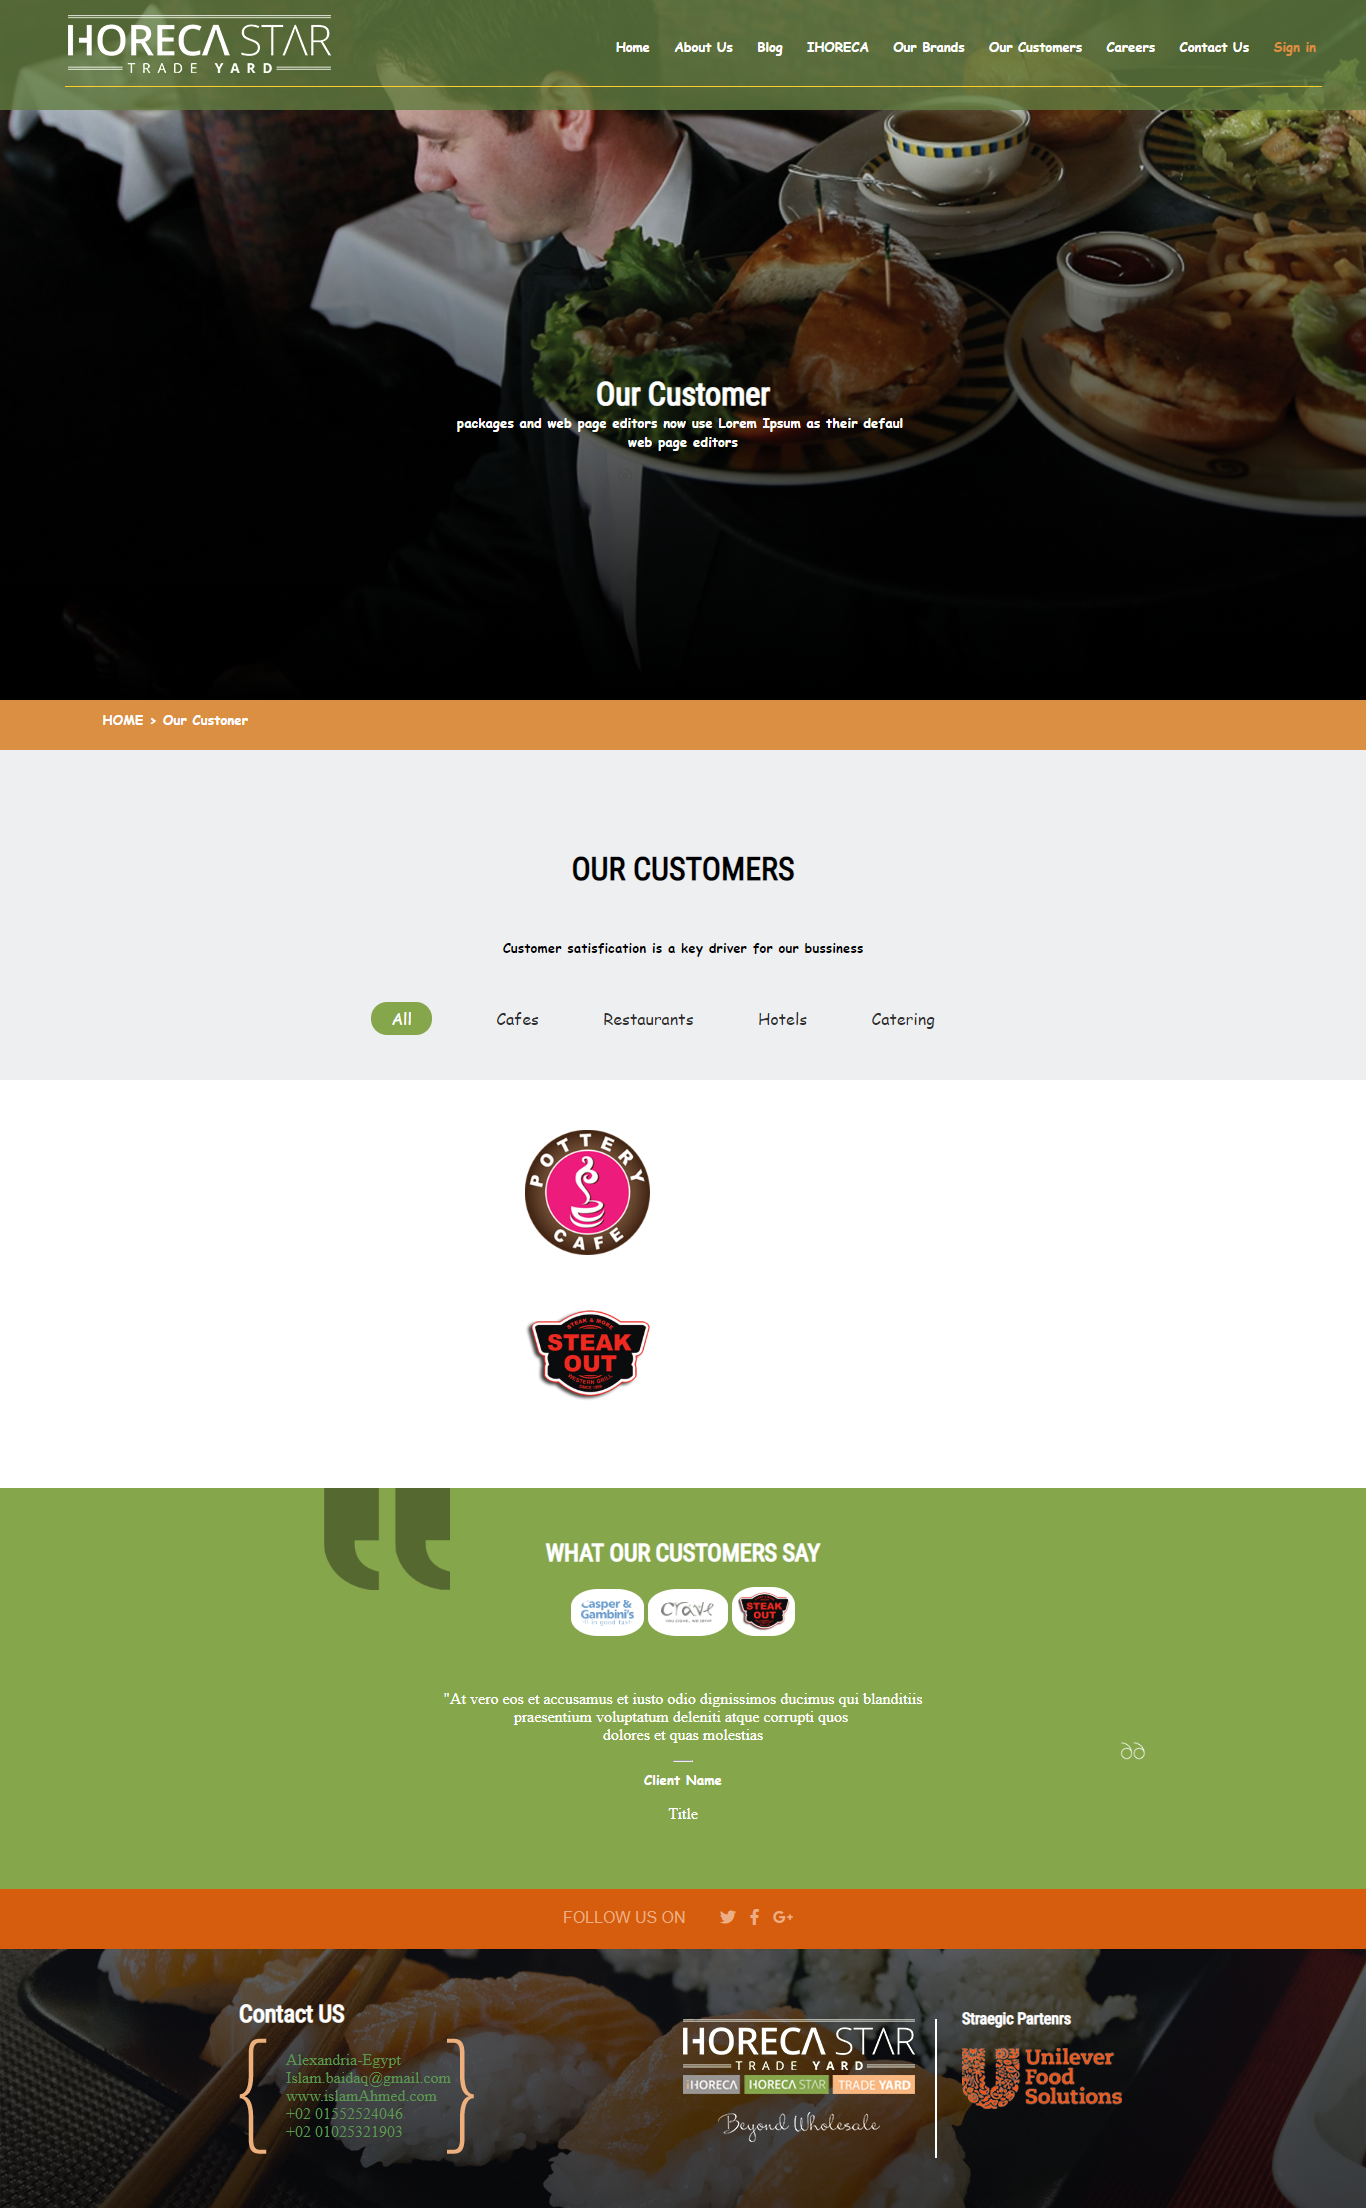 HORECA STAR
TRADE YARD
Home About Us Blog IHORECA Our Brands Our Customers Careers Contact Us Sign in
Our Customer
packages and web page editors now use Lorem Ipsum as their defaul
web page editors
HOME > Our Custoner
OUR CUSTOMERS
Customer satisfication is a key driver for our bussiness
All Cafes Restaurants Hotels Catering
POTTERY
CAFE
STEAK & MORE
STEAK
OUT
WESTERN GRILL
WHAT OUR CUSTOMERS SAY
Casper &
Gambini's
in good taste
crave
STEAK
OUT
"At vero eos et accusamus et iusto odio dignissimos ducimus qui blanditiis
praesentium voluptatum deleniti atque corrupti quos
dolores et quas molestias
Client Name
Title
FOLLOW US ON
G+
Contact US
Alexandria-Egypt
Islam.baidaq@gmail.com
www.islamAhmed.com
+02 01552524046
+02 01025321903
HORECA STAR
TRADE YARD
iHORECA HORECA STAR TRADE YARD
Beyond Wholesale
Straegic Partenrs
Unilever
Food
Solutions